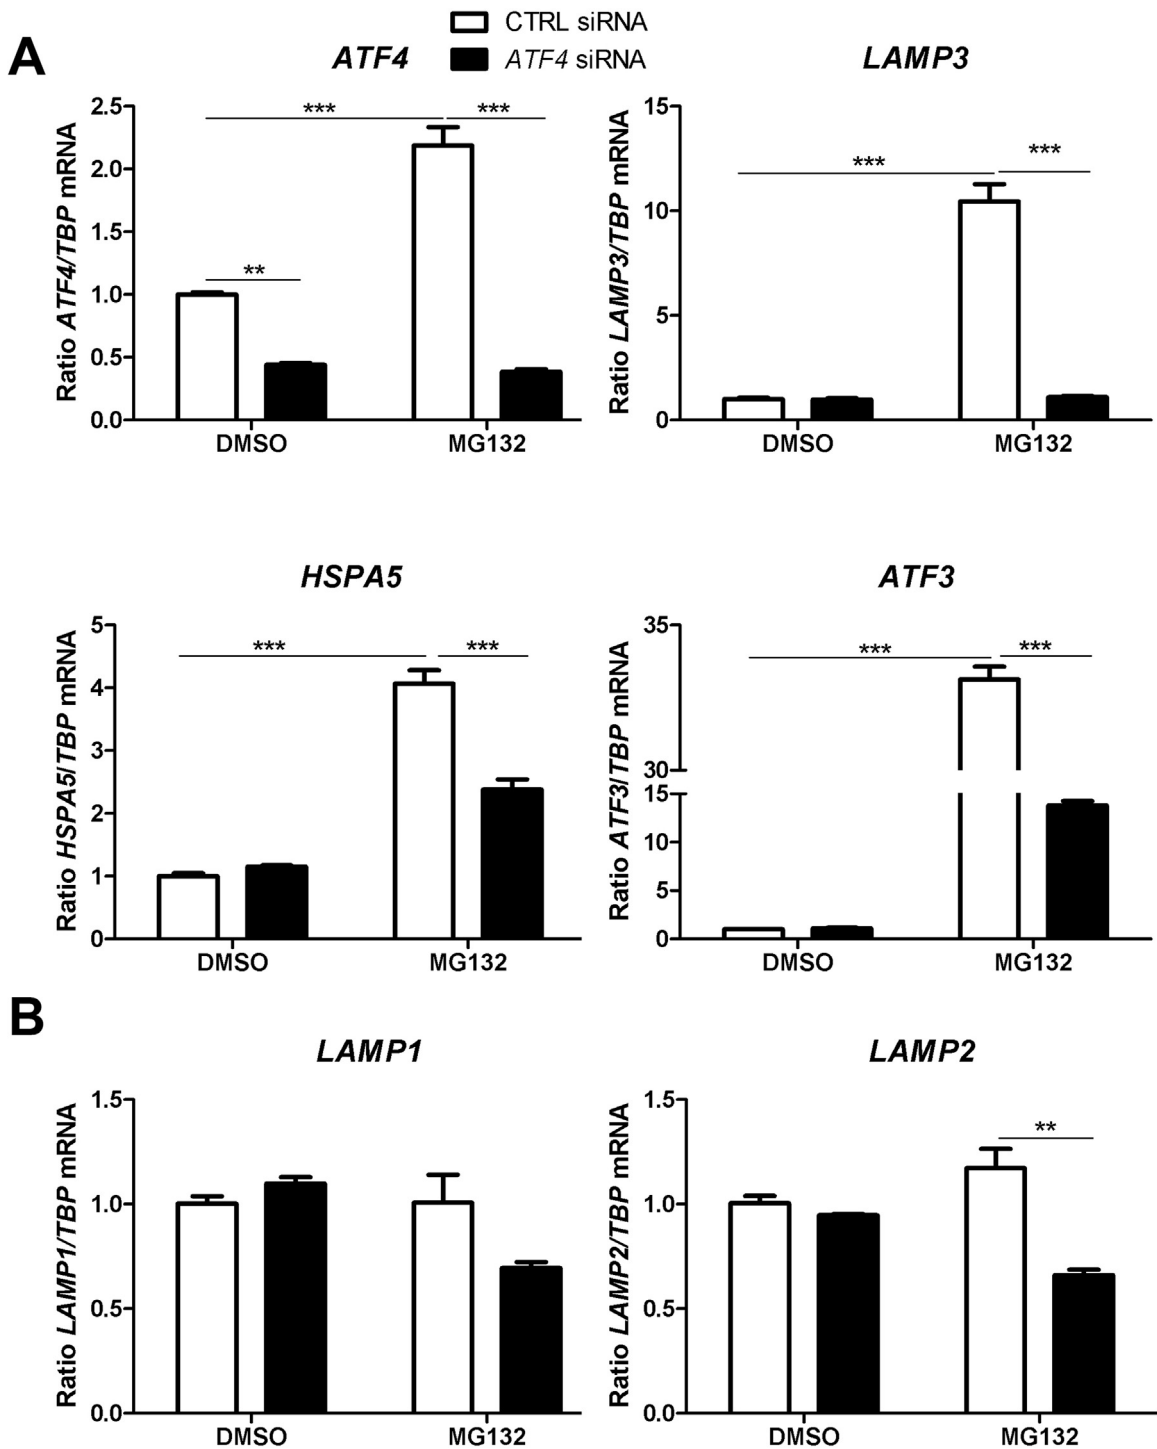 CTRL siRNA
ATF4 siRNA
A
ATF4
Ratio ATF4/TBP mRNA
2.5
2.0
1.5
1.0
0.5
0.0
***
***
**
DMSO
MG132
LAMP3
Ratio LAMP3/TBP mRNA
15
10
5
0
***
***
DMSO
MG132
HSPA5
Ratio HSPA5/TBP mRNA
5
4
3
2
1
0
***
***
DMSO
MG132
ATF3
Ratio ATF3/TBP mRNA
35
30
15
10
5
0
***
***
DMSO
MG132
B
LAMP1
Ratio LAMP1/TBP mRNA
1.5
1.0
0.5
0.0
DMSO
MG132
LAMP2
Ratio LAMP2/TBP mRNA
1.5
1.0
0.5
0.0
**
DMSO
MG132